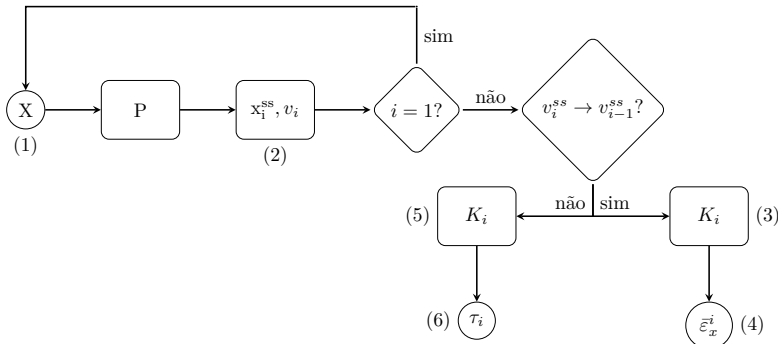 sim
X
P
x_i^ss, v_i
i = 1?
não
v_i^ss → v_{i−1}^ss?
(1)
(2)
não
sim
(5)
K_i
K_i
(3)
(6)
τ_i
ε̄_x^i
(4)